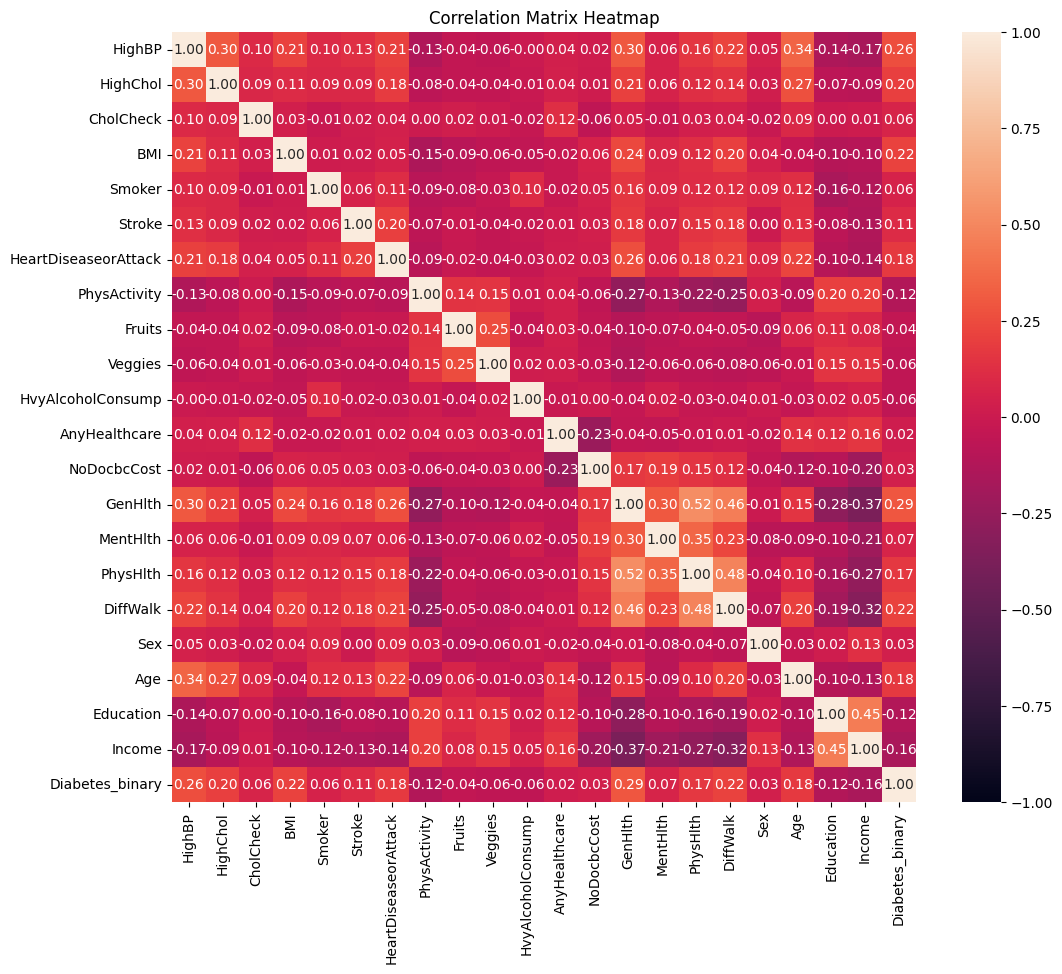 Correlation Matrix Heatmap
HighBP 1.00 0.30 0.10 0.21 0.10 0.13 0.21 -0.13 -0.04 -0.06 -0.00 0.04 0.02 0.30 0.06 0.16 0.22 0.05 0.34 -0.14 -0.17 0.26
HighChol 0.30 1.00 0.09 0.11 0.09 0.09 0.18 -0.08 -0.04 -0.04 -0.01 0.04 0.01 0.21 0.06 0.12 0.14 0.03 0.27 -0.07 -0.09 0.20
CholCheck 0.10 0.09 1.00 0.03 -0.01 0.02 0.04 0.00 0.02 0.01 -0.02 0.12 -0.06 0.05 -0.01 0.03 0.04 -0.02 0.09 0.00 0.01 0.06
BMI 0.21 0.11 0.03 1.00 0.01 0.02 0.05 -0.15 -0.09 -0.06 -0.05 -0.02 0.06 0.24 0.09 0.12 0.20 0.04 -0.04 -0.10 -0.10 0.22
Smoker 0.10 0.09 -0.01 0.01 1.00 0.06 0.11 -0.09 -0.08 -0.03 0.10 -0.02 0.05 0.16 0.09 0.12 0.12 0.09 0.12 -0.16 -0.12 0.06
Stroke 0.13 0.09 0.02 0.02 0.06 1.00 0.20 -0.07 -0.01 -0.04 -0.02 0.01 0.03 0.18 0.07 0.15 0.18 0.00 0.13 -0.08 -0.13 0.11
HeartDiseaseorAttack 0.21 0.18 0.04 0.05 0.11 0.20 1.00 -0.09 -0.02 -0.04 -0.03 0.02 0.03 0.26 0.06 0.18 0.21 0.09 0.22 -0.10 -0.14 0.18
PhysActivity -0.13 -0.08 0.00 -0.15 -0.09 -0.07 -0.09 1.00 0.14 0.15 0.01 0.04 -0.06 -0.27 -0.13 -0.22 -0.25 0.03 -0.09 0.20 0.20 -0.12
Fruits -0.04 -0.04 0.02 -0.09 -0.08 -0.01 -0.02 0.14 1.00 0.25 -0.04 0.03 -0.04 -0.10 -0.07 -0.04 -0.05 -0.09 0.06 0.11 0.08 -0.04
Veggies -0.06 -0.04 0.01 -0.06 -0.03 -0.04 -0.04 0.15 0.25 1.00 0.02 0.03 -0.03 -0.12 -0.06 -0.06 -0.08 -0.06 -0.01 0.15 0.15 -0.06
HvyAlcoholConsump -0.00 -0.01 -0.02 -0.05 0.10 -0.02 -0.03 0.01 -0.04 0.02 1.00 -0.01 0.00 -0.04 0.02 -0.03 -0.04 0.01 -0.03 0.02 0.05 -0.06
AnyHealthcare 0.04 0.04 0.12 -0.02 -0.02 0.01 0.02 0.04 0.03 0.03 -0.01 1.00 -0.23 -0.04 -0.05 -0.01 0.01 -0.02 0.14 0.12 0.16 0.02
NoDocbcCost 0.02 0.01 -0.06 0.06 0.05 0.03 0.03 -0.06 -0.04 -0.03 0.00 -0.23 1.00 0.17 0.19 0.15 0.12 -0.04 -0.12 -0.10 -0.20 0.03
GenHlth 0.30 0.21 0.05 0.24 0.16 0.18 0.26 -0.27 -0.10 -0.12 -0.04 -0.04 0.17 1.00 0.30 0.52 0.46 -0.01 0.15 -0.28 -0.37 0.29
MentHlth 0.06 0.06 -0.01 0.09 0.09 0.07 0.06 -0.13 -0.07 -0.06 0.02 -0.05 0.19 0.30 1.00 0.35 0.23 -0.08 -0.09 -0.10 -0.21 0.07
PhysHlth 0.16 0.12 0.03 0.12 0.12 0.15 0.18 -0.22 -0.04 -0.06 -0.03 -0.01 0.15 0.52 0.35 1.00 0.48 -0.04 0.10 -0.16 -0.27 0.17
DiffWalk 0.22 0.14 0.04 0.20 0.12 0.18 0.21 -0.25 -0.05 -0.08 -0.04 0.01 0.12 0.46 0.23 0.48 1.00 -0.07 0.20 -0.19 -0.32 0.22
Sex 0.05 0.03 -0.02 0.04 0.09 0.00 0.09 0.03 -0.09 -0.06 0.01 -0.02 -0.04 -0.01 -0.08 -0.04 -0.07 1.00 -0.03 0.02 0.13 0.03
Age 0.34 0.27 0.09 -0.04 0.12 0.13 0.22 -0.09 0.06 -0.01 -0.03 0.14 -0.12 0.15 -0.09 0.10 0.20 -0.03 1.00 -0.10 -0.13 0.18
Education -0.14 -0.07 0.00 -0.10 -0.16 -0.08 -0.10 0.20 0.11 0.15 0.02 0.12 -0.10 -0.28 -0.10 -0.16 -0.19 0.02 -0.10 1.00 0.45 -0.12
Income -0.17 -0.09 0.01 -0.10 -0.12 -0.13 -0.14 0.20 0.08 0.15 0.05 0.16 -0.20 -0.37 -0.21 -0.27 -0.32 0.13 -0.13 0.45 1.00 -0.16
Diabetes_binary 0.26 0.20 0.06 0.22 0.06 0.11 0.18 -0.12 -0.04 -0.06 -0.06 0.02 0.03 0.29 0.07 0.17 0.22 0.03 0.18 -0.12 -0.16 1.00
HighBP
HighChol
CholCheck
BMI
Smoker
Stroke
HeartDiseaseorAttack
PhysActivity
Fruits
Veggies
HvyAlcoholConsump
AnyHealthcare
NoDocbcCost
GenHlth
MentHlth
PhysHlth
DiffWalk
Sex
Age
Education
Income
Diabetes_binary
1.00
0.75
0.50
0.25
0.00
−0.25
−0.50
−0.75
−1.00